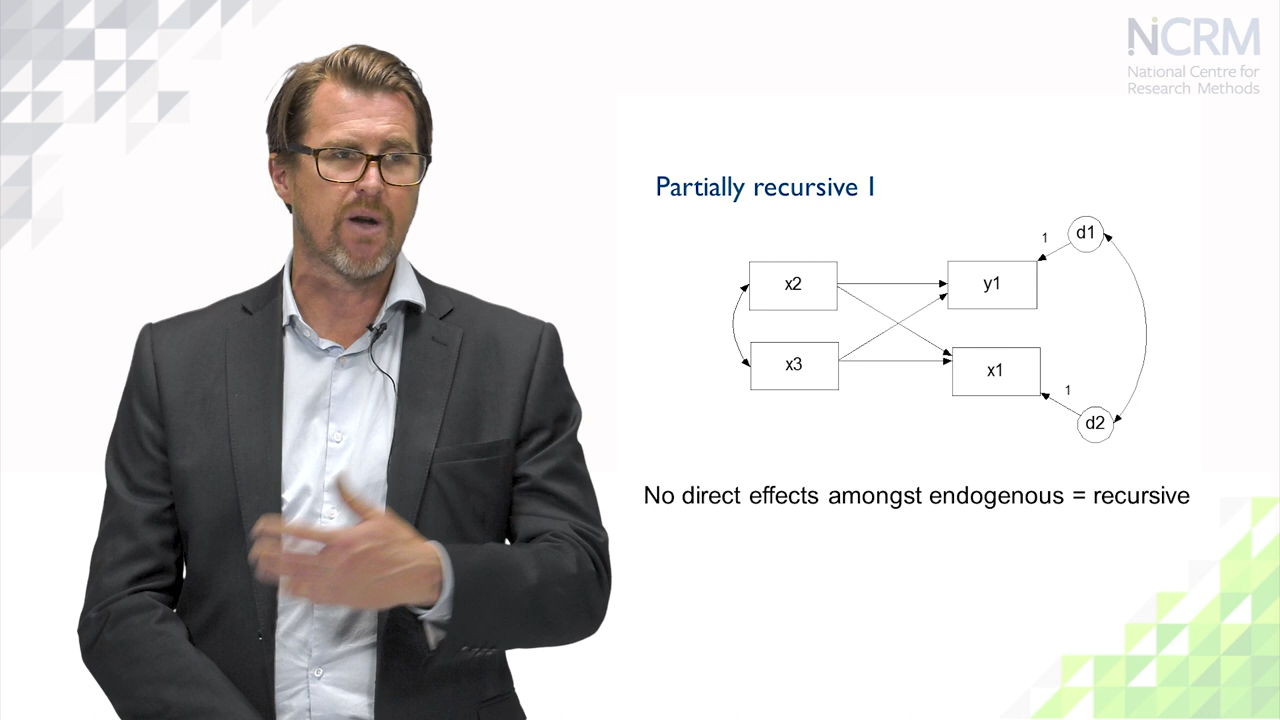 NCRM
National Centre for
Research Methods
Partially recursive I
d1
1
x2
y1
x3
x1
1
d2
No direct effects amongst endogenous = recursive